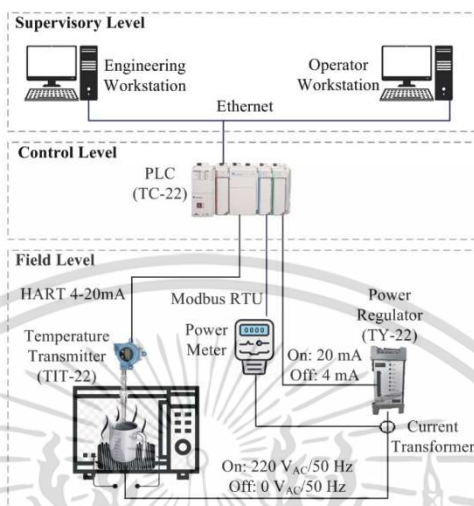 Supervisory Level
Engineering
Workstation
Operator
Workstation
Ethernet
Control Level
PLC
(TC-22)
Field Level
HART 4-20mA
Modbus RTU
Power
Regulator
(TY-22)
Temperature
Transmitter
(TIT-22)
Power
Meter
0000
On: 20 mA
Off: 4 mA
Current
Transformer
On: 220 VAC/50 Hz
Off: 0 VAC/50 Hz